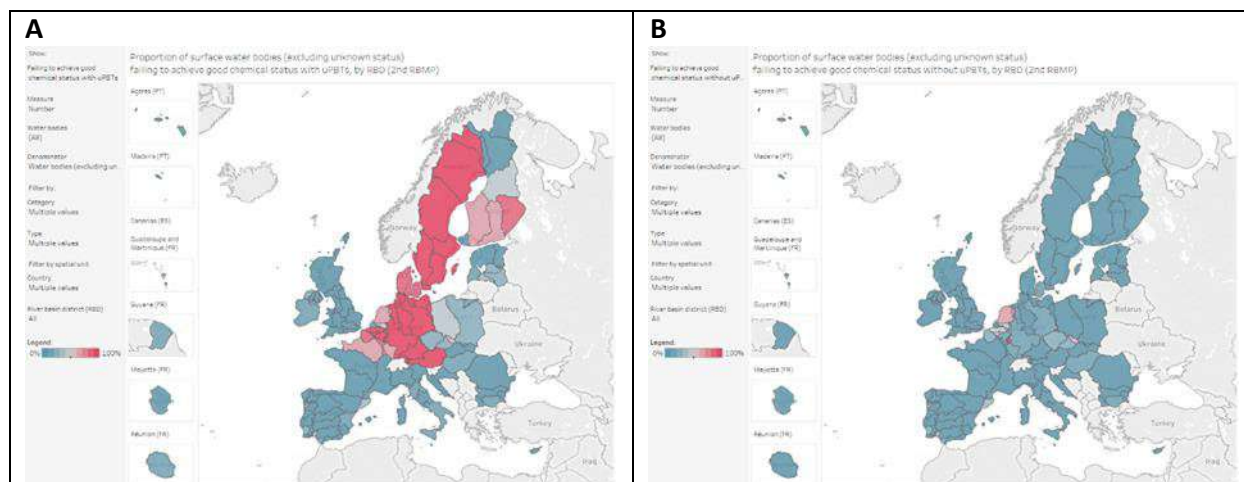 A
Show:
Failing to achieve good
chemical status with uPBTs
Measure
Number
Water bodies
(All)
Denominator
Water bodies (excluding un...
Filter by:
Category
Multiple values
Type
Multiple values
Filter by spatial unit
Country
Multiple values
River basin district (RBD)
All
Legend:
0% 100%
Proportion of surface water bodies (excluding unknown status)
failing to achieve good chemical status with uPBTs, by RBD (2nd RBMP)
Açores (PT)
Madeira (PT)
Canarias (ES)
Guadeloupe and
Martinique (FR)
Guyane (FR)
Mayotte (FR)
Réunion (FR)
Norway
Belarus
Ukraine
Turkey
Iraq
B
Show:
Failing to achieve good
chemical status without uP...
Measure
Number
Water bodies
(All)
Denominator
Water bodies (excluding un...
Filter by:
Category
Multiple values
Type
Multiple values
Filter by spatial unit
Country
Multiple values
River basin district (RBD)
All
Legend:
0% 100%
Proportion of surface water bodies (excluding unknown status)
failing to achieve good chemical status without uPBTs, by RBD (2nd RBMP)
Açores (PT)
Madeira (PT)
Canarias (ES)
Guadeloupe and
Martinique (FR)
Guyane (FR)
Mayotte (FR)
Réunion (FR)
Norway
Belarus
Ukraine
Turkey
Iraq